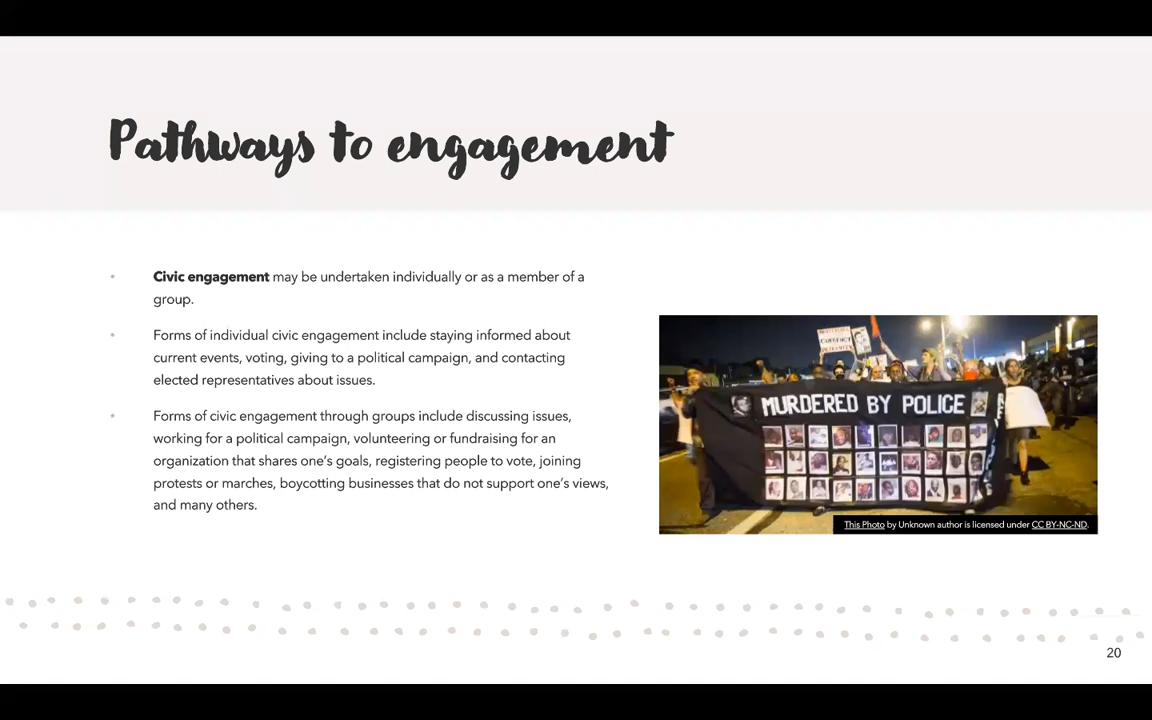 Pathways to engagement
• Civic engagement may be undertaken individually or as a member of a
group.
• Forms of individual civic engagement include staying informed about
current events, voting, giving to a political campaign, and contacting
elected representatives about issues.
• Forms of civic engagement through groups include discussing issues,
working for a political campaign, volunteering or fundraising for an
organization that shares one's goals, registering people to vote, joining
protests or marches, boycotting businesses that do not support one's views,
and many others.
MURDERED BY POLICE
This Photo by Unknown author is licensed under CC BY-NC-ND.
20